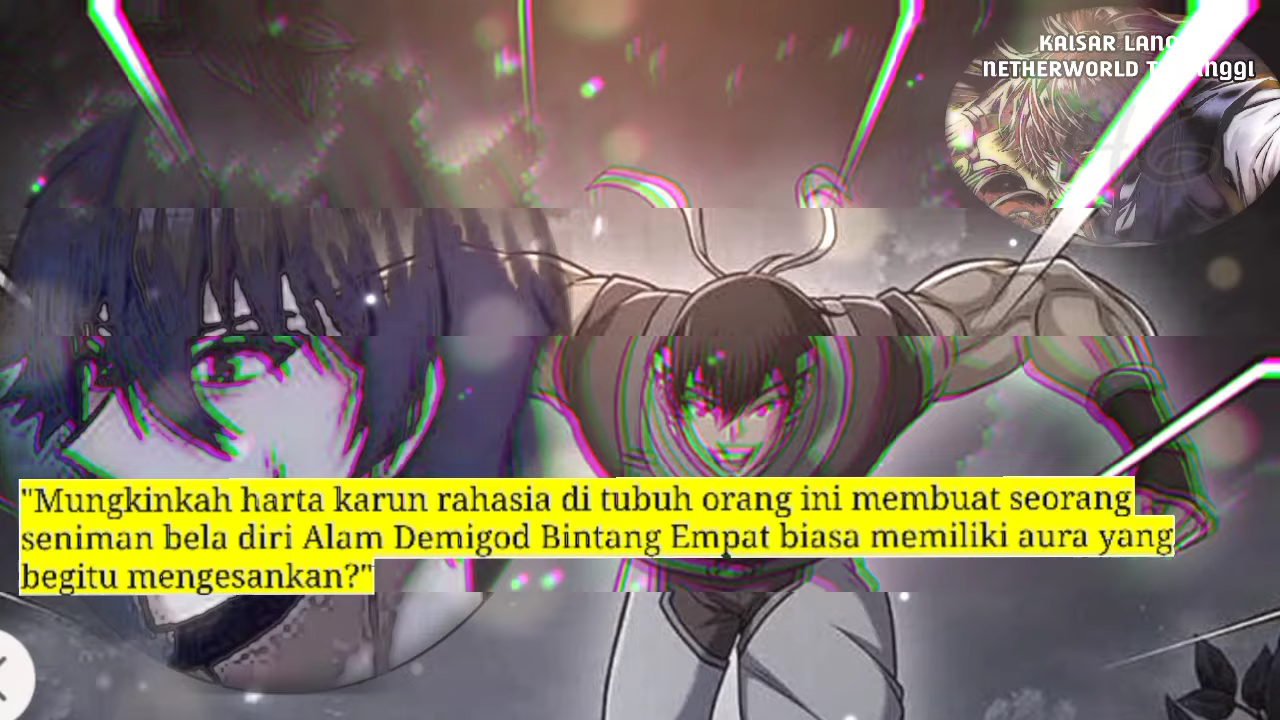 KAISAR LANG
NETHERWORLD T
"Mungkinkah harta karun rahasia di tubuh orang ini membuat seorang
seniman bela diri Alam Demigod Bintang Empat biasa memiliki aura yang
begitu mengesankan?"